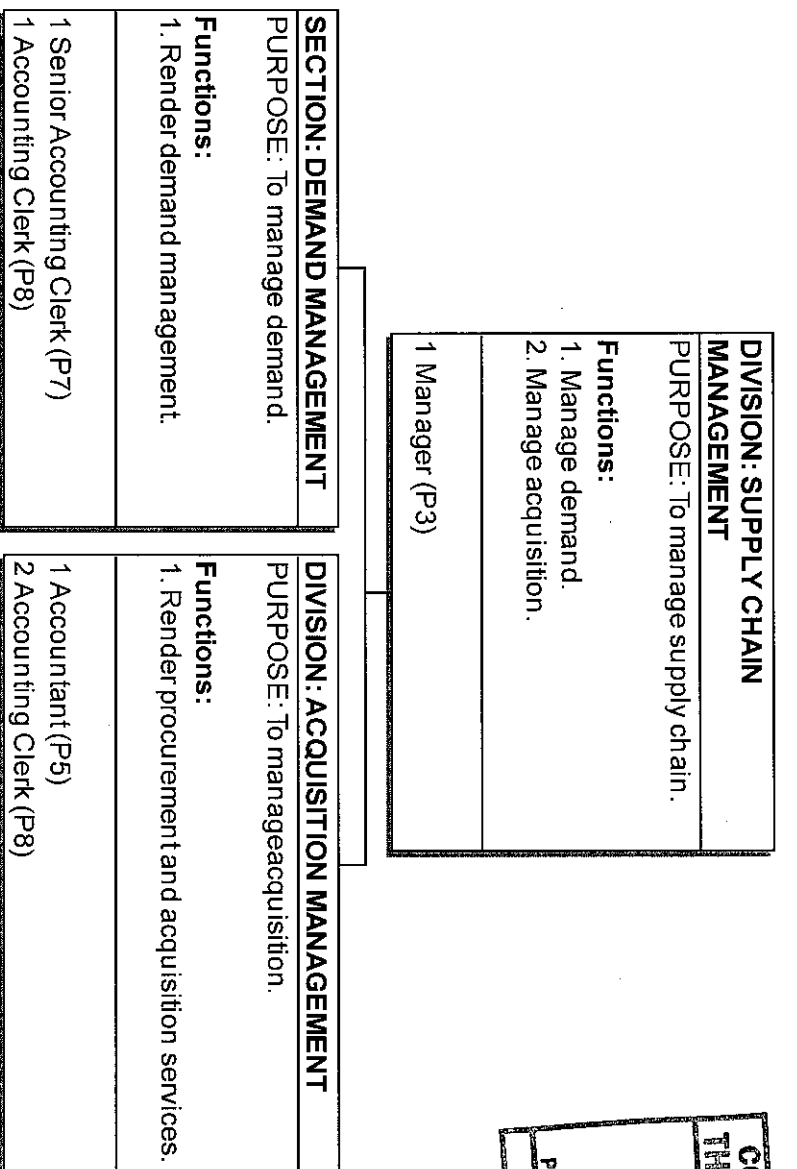 DIVISION: SUPPLY CHAIN
MANAGEMENT
PURPOSE: To manage supply chain.
Functions:
1. Manage demand.
2. Manage acquisition.
1 Manager (P3)
SECTION: DEMAND MANAGEMENT
PURPOSE: To manage demand.
Functions:
1. Render demand management.
1 Senior Accounting Clerk (P7)
1 Accounting Clerk (P8)
DIVISION: ACQUISITION MANAGEMENT
PURPOSE: To manageacquisition.
Functions:
1. Render procurement and acquisition services.
1 Accountant (P5)
2 Accounting Clerk (P8)